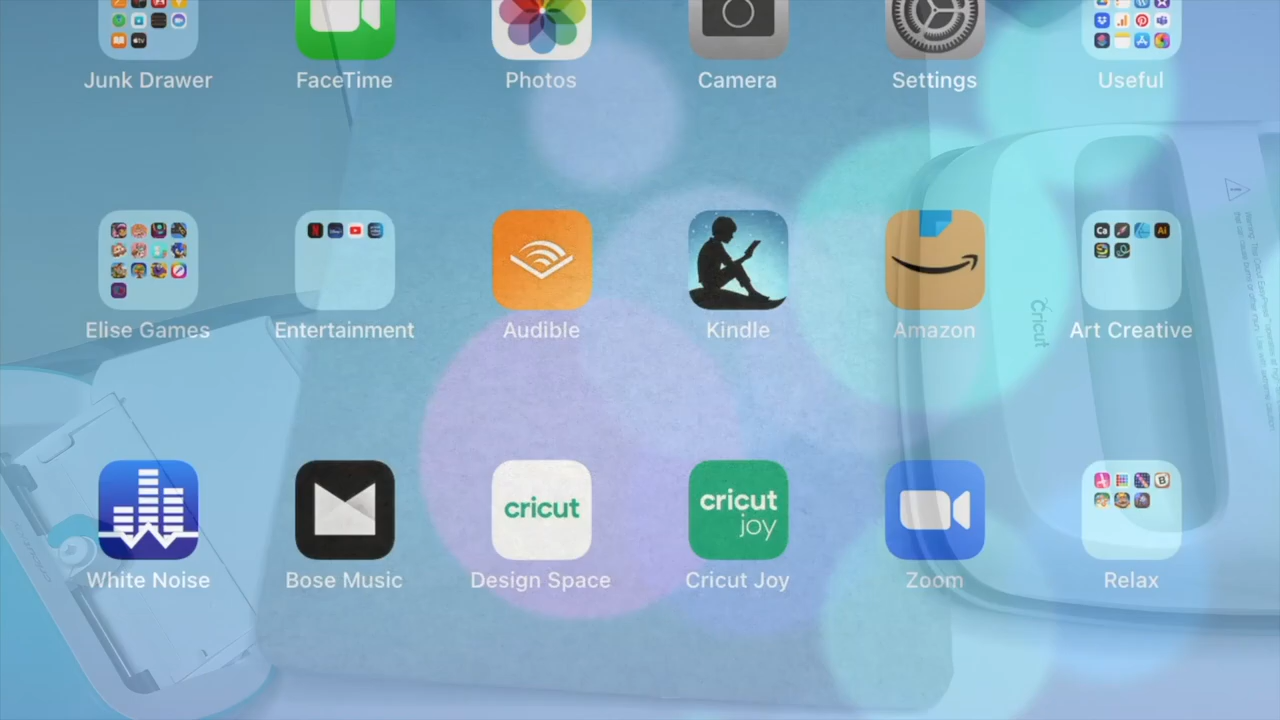 Junk Drawer
FaceTime
Photos
Camera
Settings
Useful
Elise Games
Entertainment
Audible
Kindle
Amazon
Art Creative
Cricut
cricut
cricut
joy
White Noise
Bose Music
Design Space
Cricut Joy
Zoom
Relax